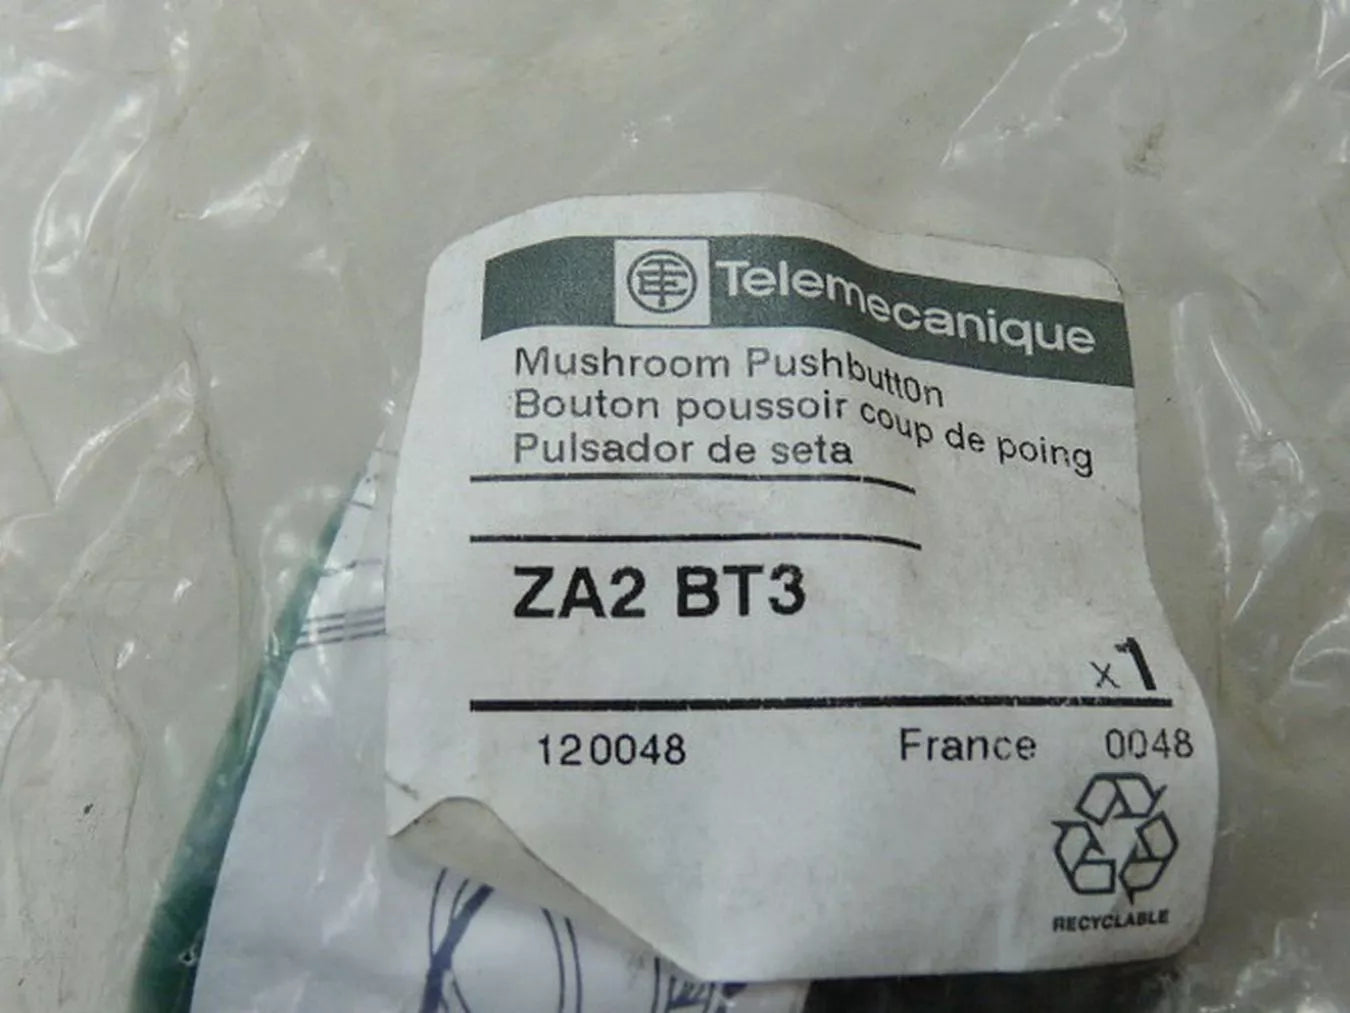 Telemecanique
Mushroom Pushbutton
Bouton poussoir coup de poing
Pulsador de seta
ZA2 BT3
x1
120048 France 0048
RECYCLABLE